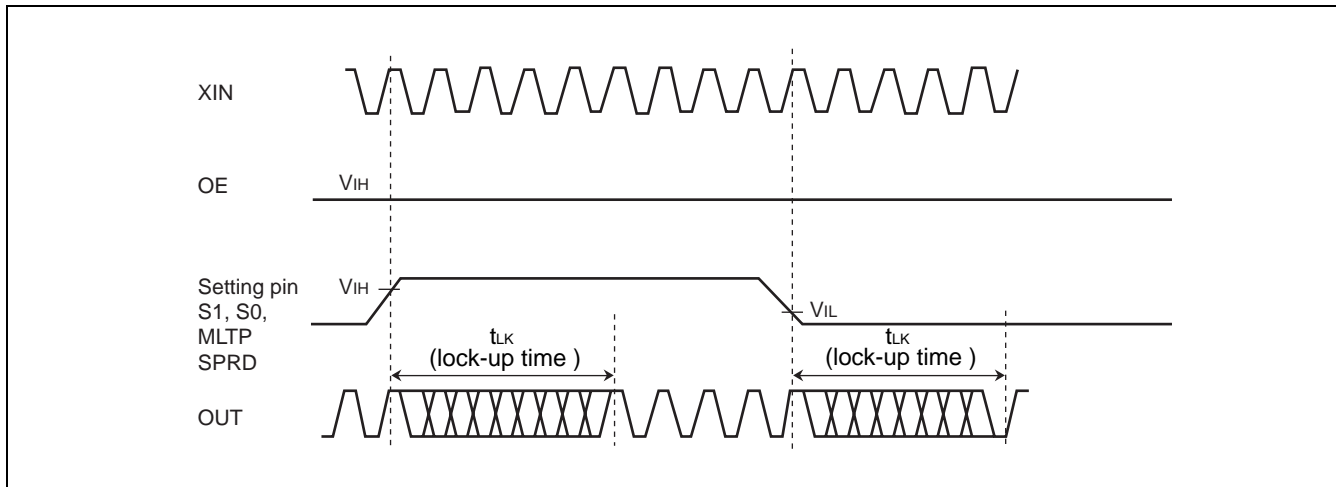 XIN
OE
VIH
Setting pin
S1, S0,
MLTP
SPRD
VIH
VIL
tLK
(lock-up time )
tLK
(lock-up time )
OUT